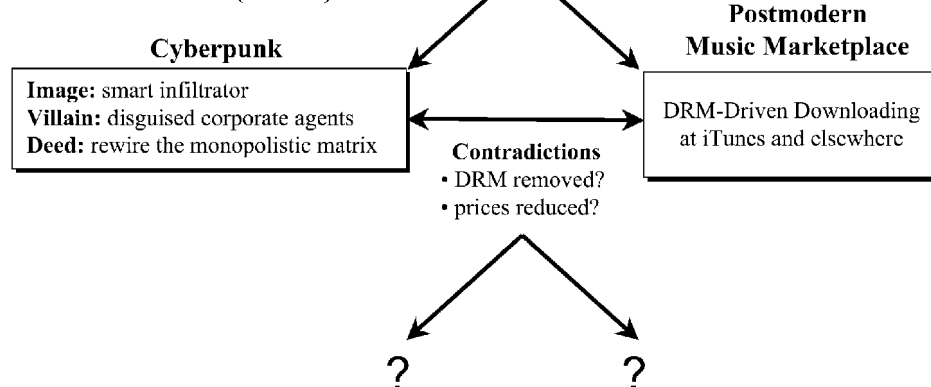 Postmodern
Music Marketplace
Cyberpunk
Image: smart infiltrator
Villain: disguised corporate agents
Deed: rewire the monopolistic matrix
DRM-Driven Downloading
at iTunes and elsewhere
Contradictions
• DRM removed?
• prices reduced?
? ?